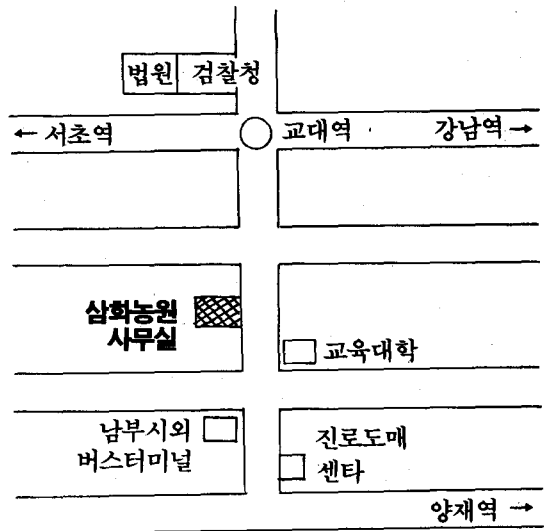 법원 검찰청
← 서초역 교대역 강남역 →
삼화농원
사무실
교육대학
남부시외
버스터미널
진로도매
센타
양재역 →